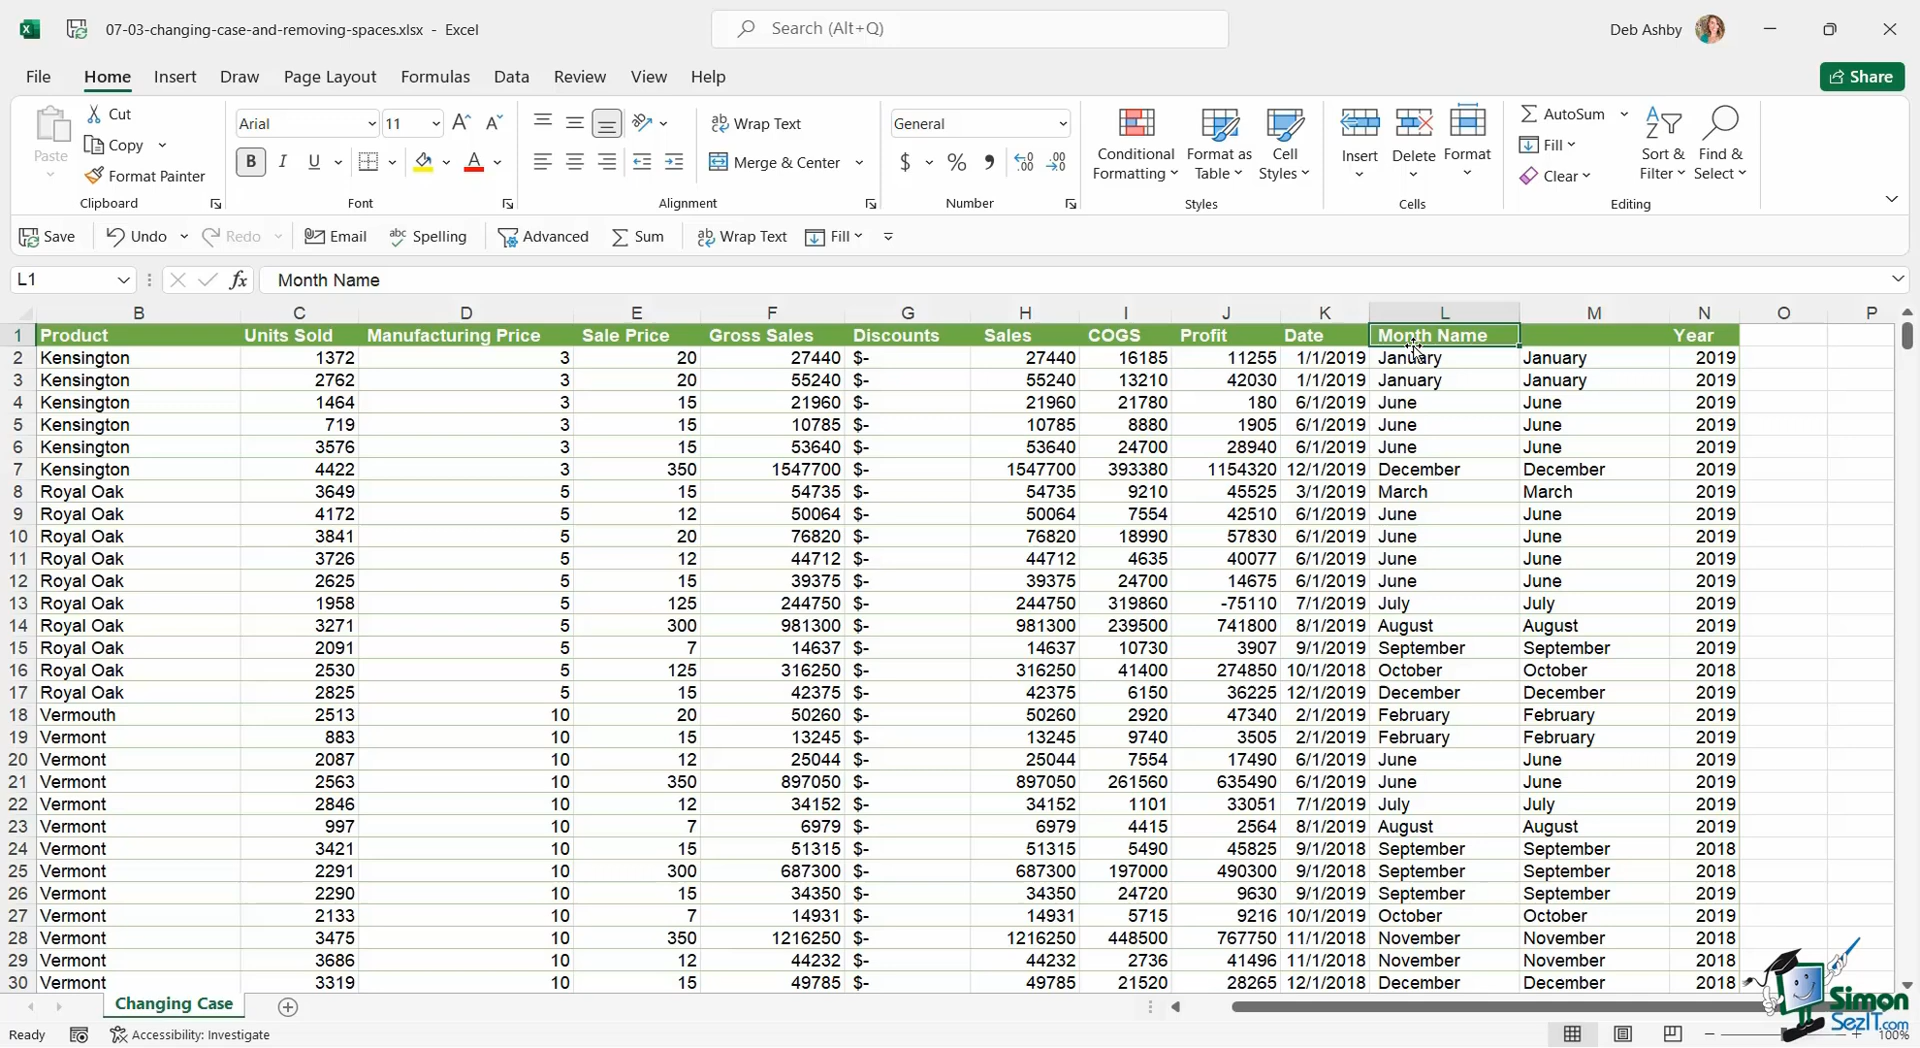 07-03-changing-case-and-removing-spaces.xlsx - Excel
Search (Alt+Q)
Deb Ashby
File Home Insert Draw Page Layout Formulas Data Review View Help
Share
Paste
Cut
Copy
Format Painter
Clipboard
Arial 11
B I U
Font
Wrap Text
Merge & Center
Alignment
General
$ % 9
Number
Conditional Formatting
Format as Table
Cell Styles
Styles
Insert
Delete
Format
Cells
AutoSum
Fill
Clear
Sort & Filter
Find & Select
Editing
Save Undo Redo Email Spelling Advanced Sum Wrap Text Fill
L1 fx Month Name
B C D E F G H I J K L M N O P
1 Product Units Sold Manufacturing Price Sale Price Gross Sales Discounts Sales COGS Profit Date Month Name Year
2 Kensington 1372 3 20 27440 $- 27440 16185 11255 1/1/2019 January January 2019
3 Kensington 2762 3 20 55240 $- 55240 13210 42030 1/1/2019 January January 2019
4 Kensington 1464 3 15 21960 $- 21960 21780 180 6/1/2019 June June 2019
5 Kensington 719 3 15 10785 $- 10785 8880 1905 6/1/2019 June June 2019
6 Kensington 3576 3 15 53640 $- 53640 24700 28940 6/1/2019 June June 2019
7 Kensington 4422 3 350 1547700 $- 1547700 393380 1154320 12/1/2019 December December 2019
8 Royal Oak 3649 5 15 54735 $- 54735 9210 45525 3/1/2019 March March 2019
9 Royal Oak 4172 5 12 50064 $- 50064 7554 42510 6/1/2019 June June 2019
10 Royal Oak 3841 5 20 76820 $- 76820 18990 57830 6/1/2019 June June 2019
11 Royal Oak 3726 5 12 44712 $- 44712 4635 40077 6/1/2019 June June 2019
12 Royal Oak 2625 5 15 39375 $- 39375 24700 14675 6/1/2019 June June 2019
13 Royal Oak 1958 5 125 244750 $- 244750 319860 -75110 7/1/2019 July July 2019
14 Royal Oak 3271 5 300 981300 $- 981300 239500 741800 8/1/2019 August August 2019
15 Royal Oak 2091 5 7 14637 $- 14637 10730 3907 9/1/2019 September September 2019
16 Royal Oak 2530 5 125 316250 $- 316250 41400 274850 10/1/2018 October October 2018
17 Royal Oak 2825 5 15 42375 $- 42375 6150 36225 12/1/2019 December December 2019
18 Vermouth 2513 10 20 50260 $- 50260 2920 47340 2/1/2019 February February 2019
19 Vermont 883 10 15 13245 $- 13245 9740 3505 2/1/2019 February February 2019
20 Vermont 2087 10 12 25044 $- 25044 7554 17490 6/1/2019 June June 2019
21 Vermont 2563 10 350 897050 $- 897050 261560 635490 6/1/2019 June June 2019
22 Vermont 2846 10 12 34152 $- 34152 1101 33051 7/1/2019 July July 2019
23 Vermont 997 10 7 6979 $- 6979 4415 2564 8/1/2019 August August 2019
24 Vermont 3421 10 15 51315 $- 51315 5490 45825 9/1/2018 September September 2018
25 Vermont 2291 10 300 687300 $- 687300 197000 490300 9/1/2018 September September 2018
26 Vermont 2290 10 15 34350 $- 34350 24720 9630 9/1/2019 September September 2019
27 Vermont 2133 10 7 14931 $- 14931 5715 9216 10/1/2019 October October 2019
28 Vermont 3475 10 350 1216250 $- 1216250 448500 767750 11/1/2018 November November 2018
29 Vermont 3686 10 12 44232 $- 44232 2736 41496 11/1/2018 November November 2018
30 Vermont 3319 10 15 49785 $- 49785 21520 28265 12/1/2018 December December 2018
Changing Case
Simon
SezIT.com
Ready Accessibility: Investigate 100%